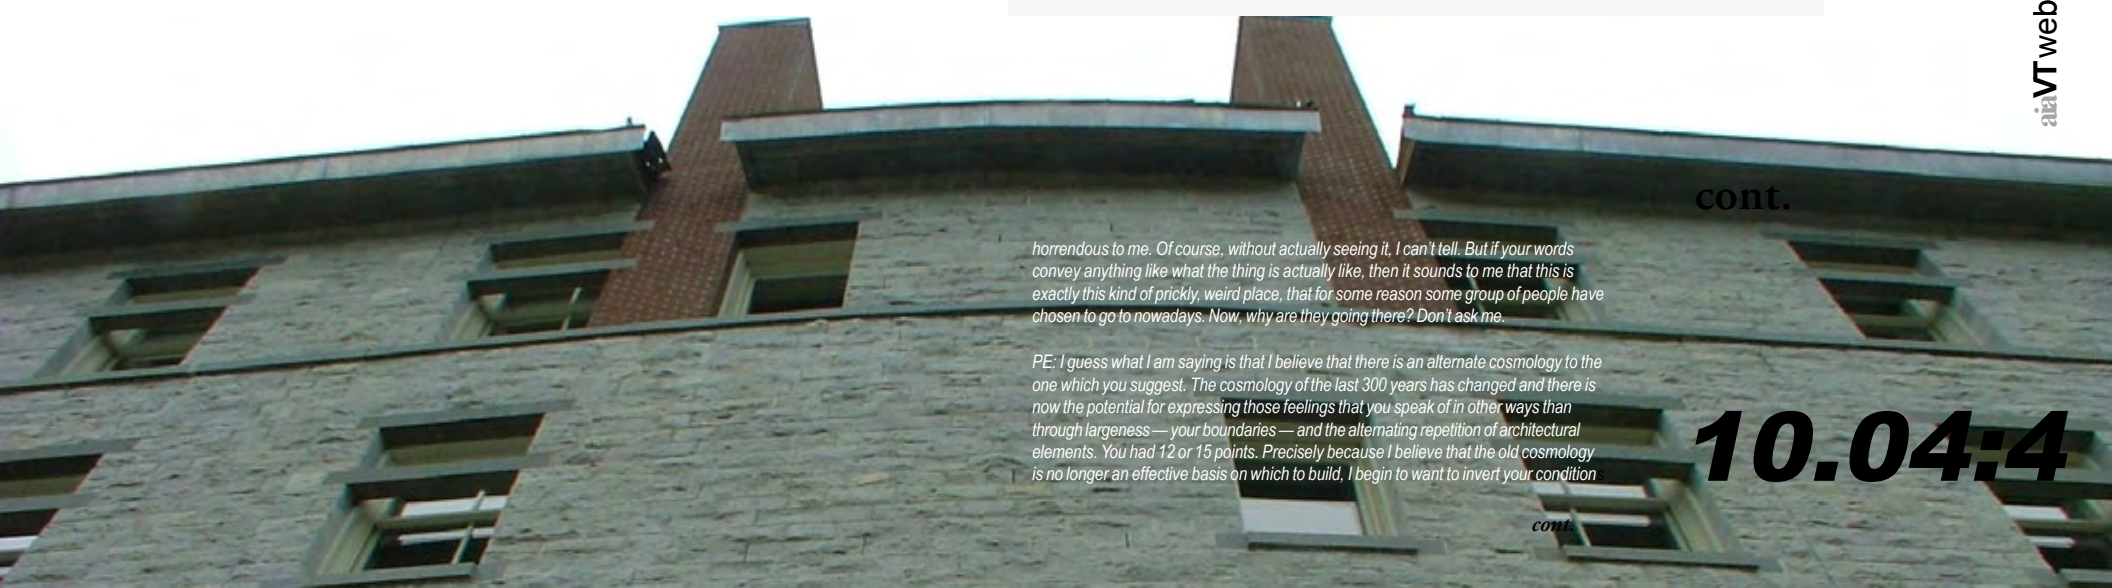 aiaVTweb
cont.
horrendous to me. Of course, without actually seeing it, I can't tell. But if your words
convey anything like what the thing is actually like, then it sounds to me that this is
exactly this kind of prickly, weird place, that for some reason some group of people have
chosen to go to nowadays. Now, why are they going there? Don't ask me.
PE: I guess what I am saying is that I believe that there is an alternate cosmology to the
one which you suggest. The cosmology of the last 300 years has changed and there is
now the potential for expressing those feelings that you speak of in other ways than
through largeness — your boundaries — and the alternating repetition of architectural
elements. You had 12 or 15 points. Precisely because I believe that the old cosmology
is no longer an effective basis on which to build, I begin to want to invert your conditions
10.04:4
cont.